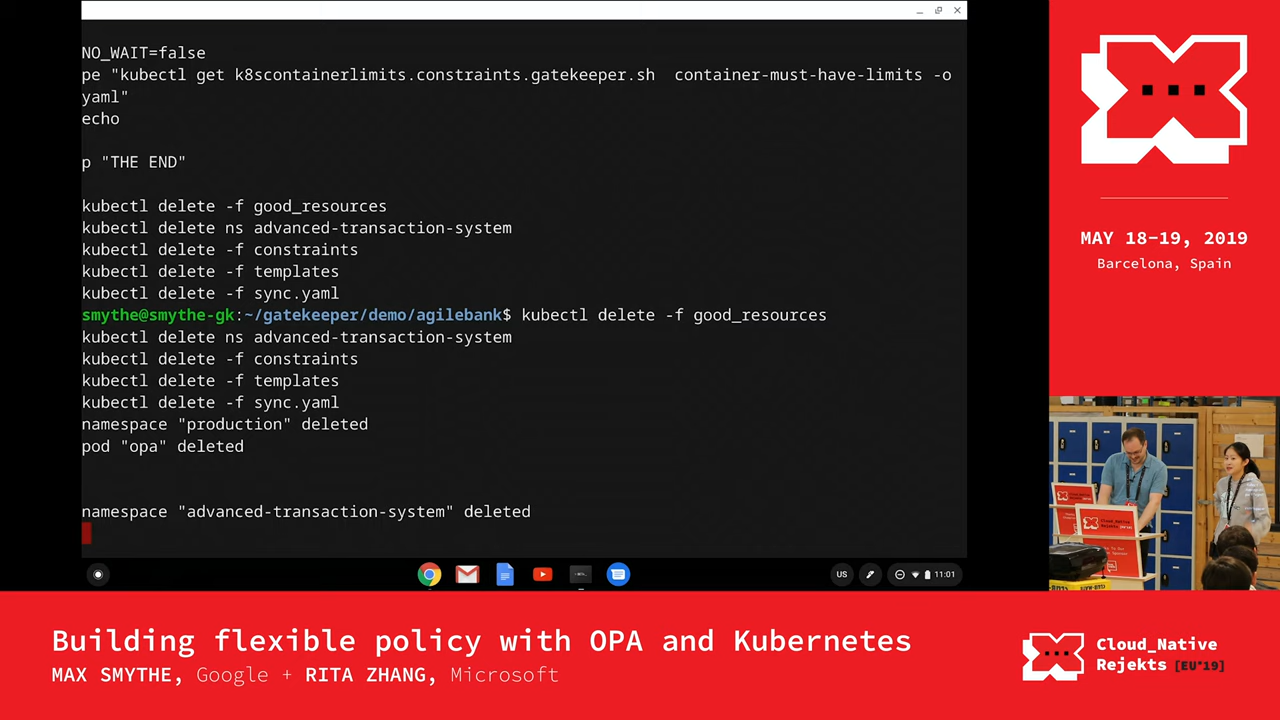 NO_WAIT=false
pe "kubectl get k8scontainerlimits.constraints.gatekeeper.sh  container-must-have-limits -o
yaml"
echo
p "THE END"
kubectl delete -f good_resources
kubectl delete ns advanced-transaction-system
kubectl delete -f constraints
kubectl delete -f templates
kubectl delete -f sync.yaml
smythe@smythe-gk:~/gatekeeper/demo/agilebank$ kubectl delete -f good_resources
kubectl delete ns advanced-transaction-system
kubectl delete -f constraints
kubectl delete -f templates
kubectl delete -f sync.yaml
namespace "production" deleted
pod "opa" deleted
namespace "advanced-transaction-system" deleted
US
11:01
MAY 18-19, 2019
Barcelona, Spain
Building flexible policy with OPA and Kubernetes
MAX SMYTHE, Google + RITA ZHANG, Microsoft
Cloud_Native
Rejekts [EU"19]